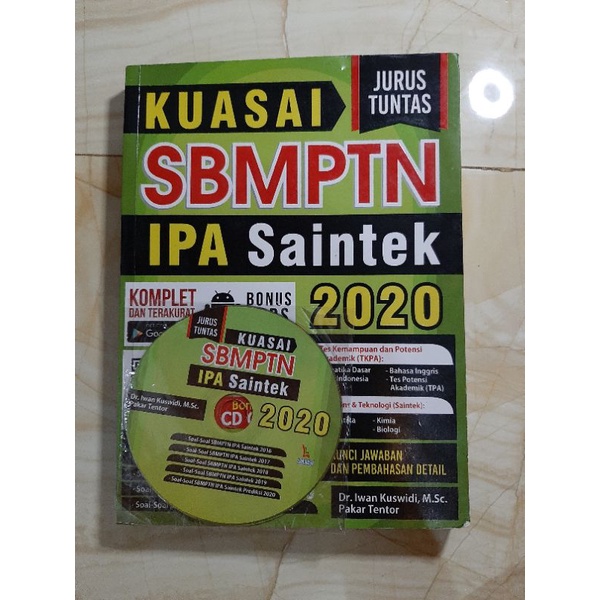 JURUS
TUNTAS
KUASAI
SBMPTN
IPA Saintek
2020
KOMPLET
DAN TERAKURAT
BONUS
Tes Kemampuan dan Potensi
Akademik (TKPA):
Dasar
- Bahasa Inggris
Indonesia
- Tes Potensi
Akademik (TPA)
& Teknologi (Saintek):
- Kimia
- Biologi
KUNCI JAWABAN
DAN PEMBAHASAN DETAIL
Dr. Iwan Kuswidi, M.Sc.
Pakar Tentor
JURUS
TUNTAS
KUASAI
SBMPTN
IPA Saintek
2020
Dr. Iwan Kuswidi, M.Sc.
Pakar Tentor
CD
Soal-Soal SBMPTN IPA Saintek 2016
Soal-Soal SBMPTN IPA Saintek 2017
Soal-Soal SBMPTN IPA Saintek 2018
Soal-Soal SBMPTN IPA Saintek 2019
Soal-Soal SBMPTN IPA Saintek Prediksi 2020